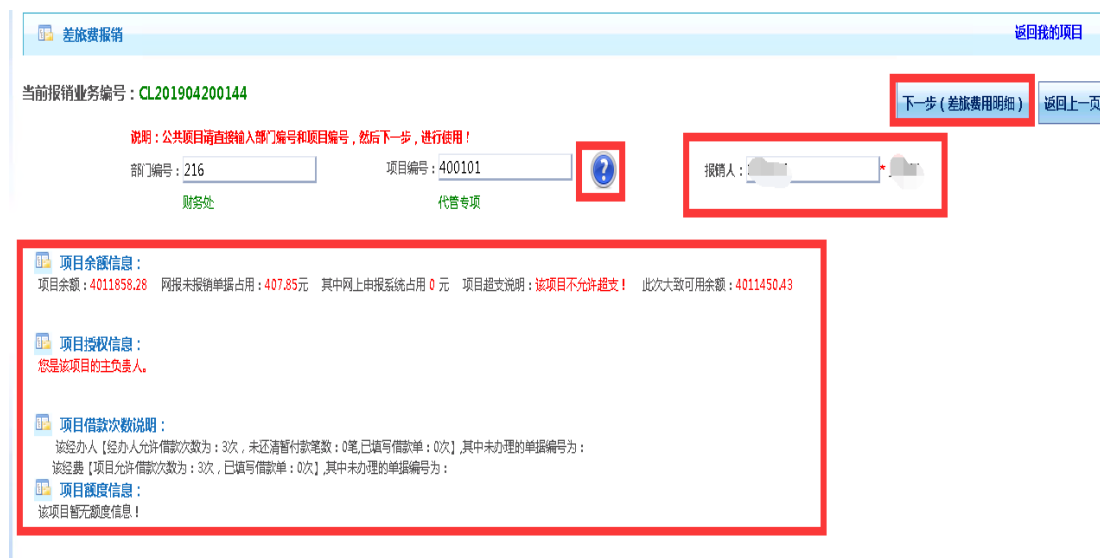 差旅费报销 返回我的项目
当前报销业务编号：CL201904200144 下一步（差旅费用明细） 返回上一页
说明：公共项目请直接输入部门编号和项目编号，然后下一步，进行使用！
部门编号：216 项目编号：400101 ? 报销人： *
财务处 代管专项
项目余额信息：
项目余额：4011858.28 网报未报销单据占用：407.85元 其中网上申报系统占用 0 元 项目超支说明：该项目不允许超支！ 此次大致可用余额：4011450.43
项目授权信息：
您是该项目的主负责人。
项目借款次数说明：
该经办人【经办人允许借款次数为：3次，未还清暂付款笔数：0笔,已填写借款单：0次】,其中未办理的单据编号为：
该经费【项目允许借款次数为：3次，已填写借款单：0次】,其中未办理的单据编号为：
项目额度信息：
该项目暂无额度信息！